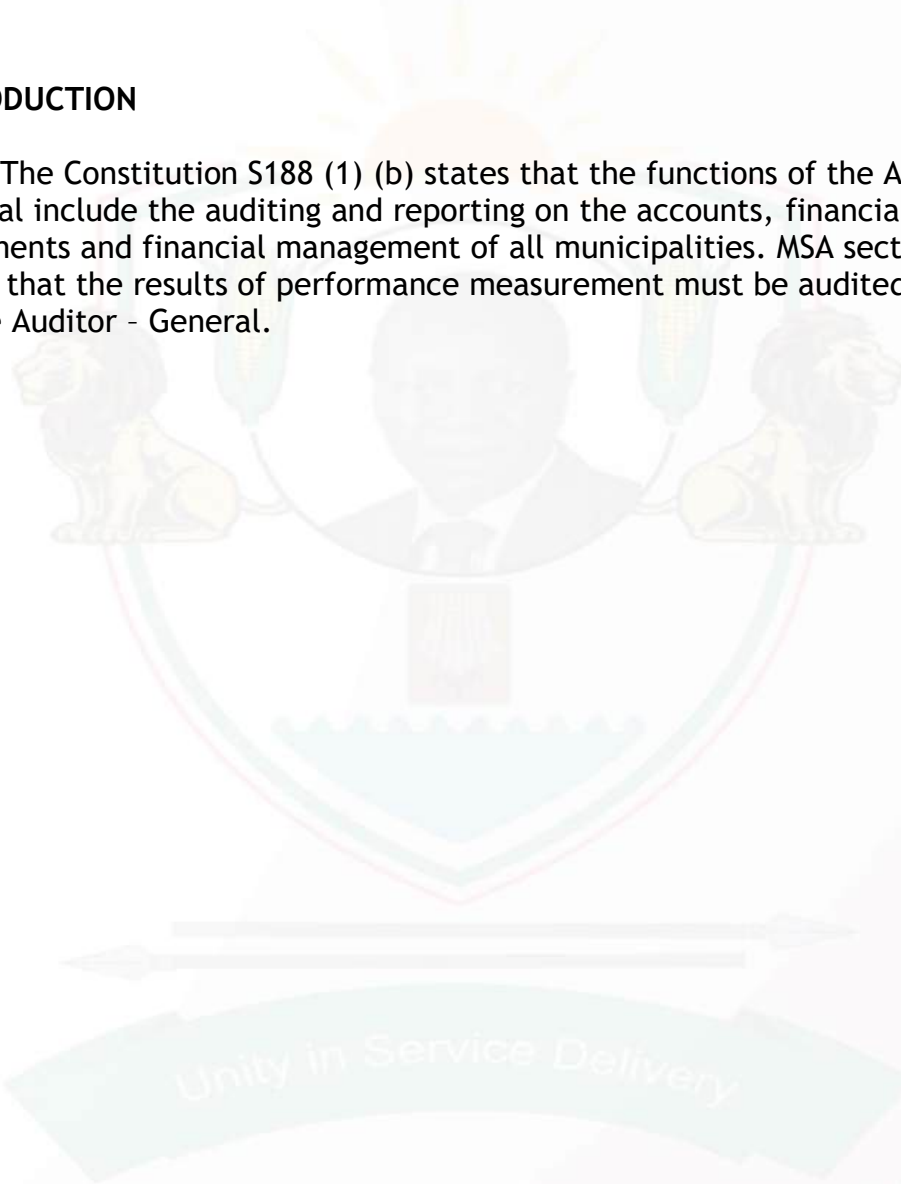 ODUCTION
The Constitution S188 (1) (b) states that the functions of the A
al include the auditing and reporting on the accounts, financia
ents and financial management of all municipalities. MSA sect
that the results of performance measurement must be audited
Auditor – General.
Unity in Service Delivery